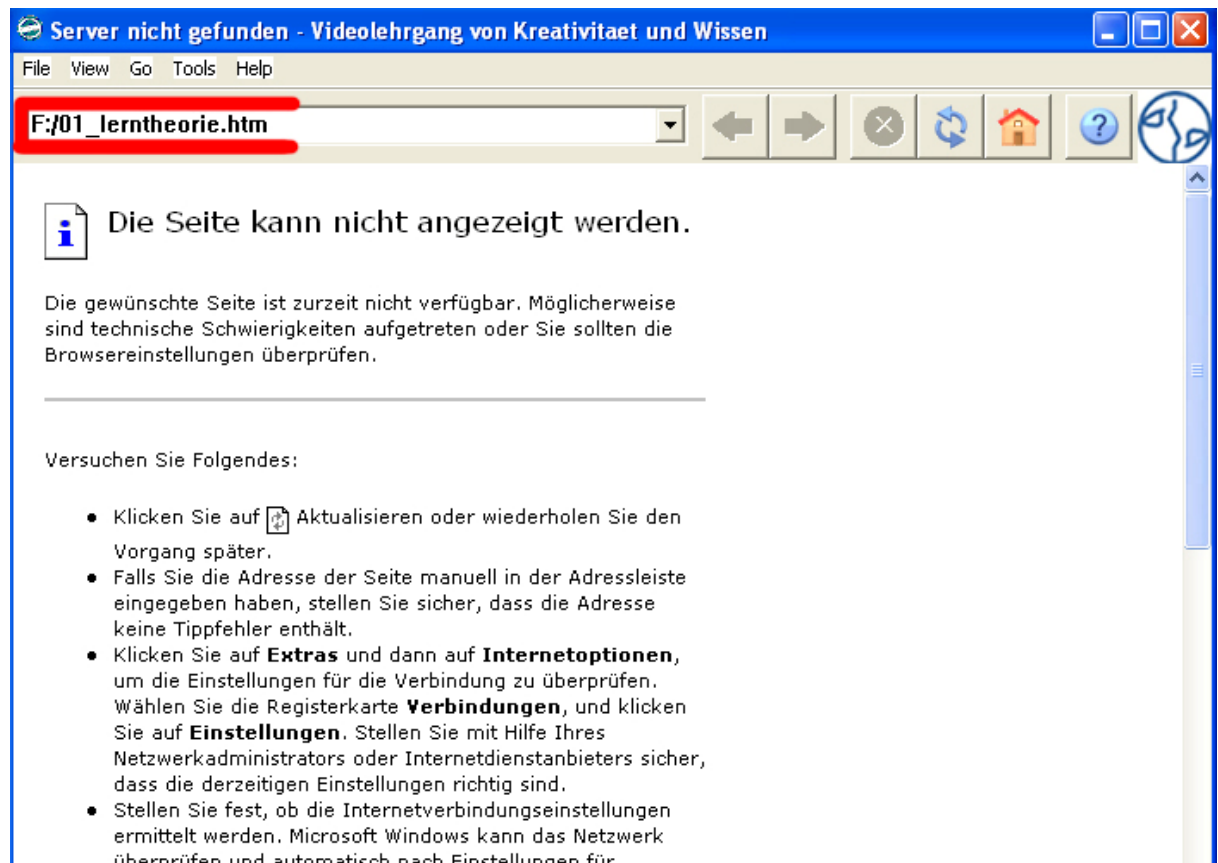 Server nicht gefunden - Videolehrgang von Kreativitaet und Wissen
File View Go Tools Help
F:/01_lerntheorie.htm
Die Seite kann nicht angezeigt werden.
Die gewünschte Seite ist zurzeit nicht verfügbar. Möglicherweise
sind technische Schwierigkeiten aufgetreten oder Sie sollten die
Browsereinstellungen überprüfen.
Versuchen Sie Folgendes:
Klicken Sie auf Aktualisieren oder wiederholen Sie den
Vorgang später.
Falls Sie die Adresse der Seite manuell in der Adressleiste
eingegeben haben, stellen Sie sicher, dass die Adresse
keine Tippfehler enthält.
Klicken Sie auf Extras und dann auf Internetoptionen,
um die Einstellungen für die Verbindung zu überprüfen.
Wählen Sie die Registerkarte Verbindungen, und klicken
Sie auf Einstellungen. Stellen Sie mit Hilfe Ihres
Netzwerkadministrators oder Internetdienstanbieters sicher,
dass die derzeitigen Einstellungen richtig sind.
Stellen Sie fest, ob die Internetverbindungseinstellungen
ermittelt werden. Microsoft Windows kann das Netzwerk
überprüfen und automatisch nach Einstellungen für